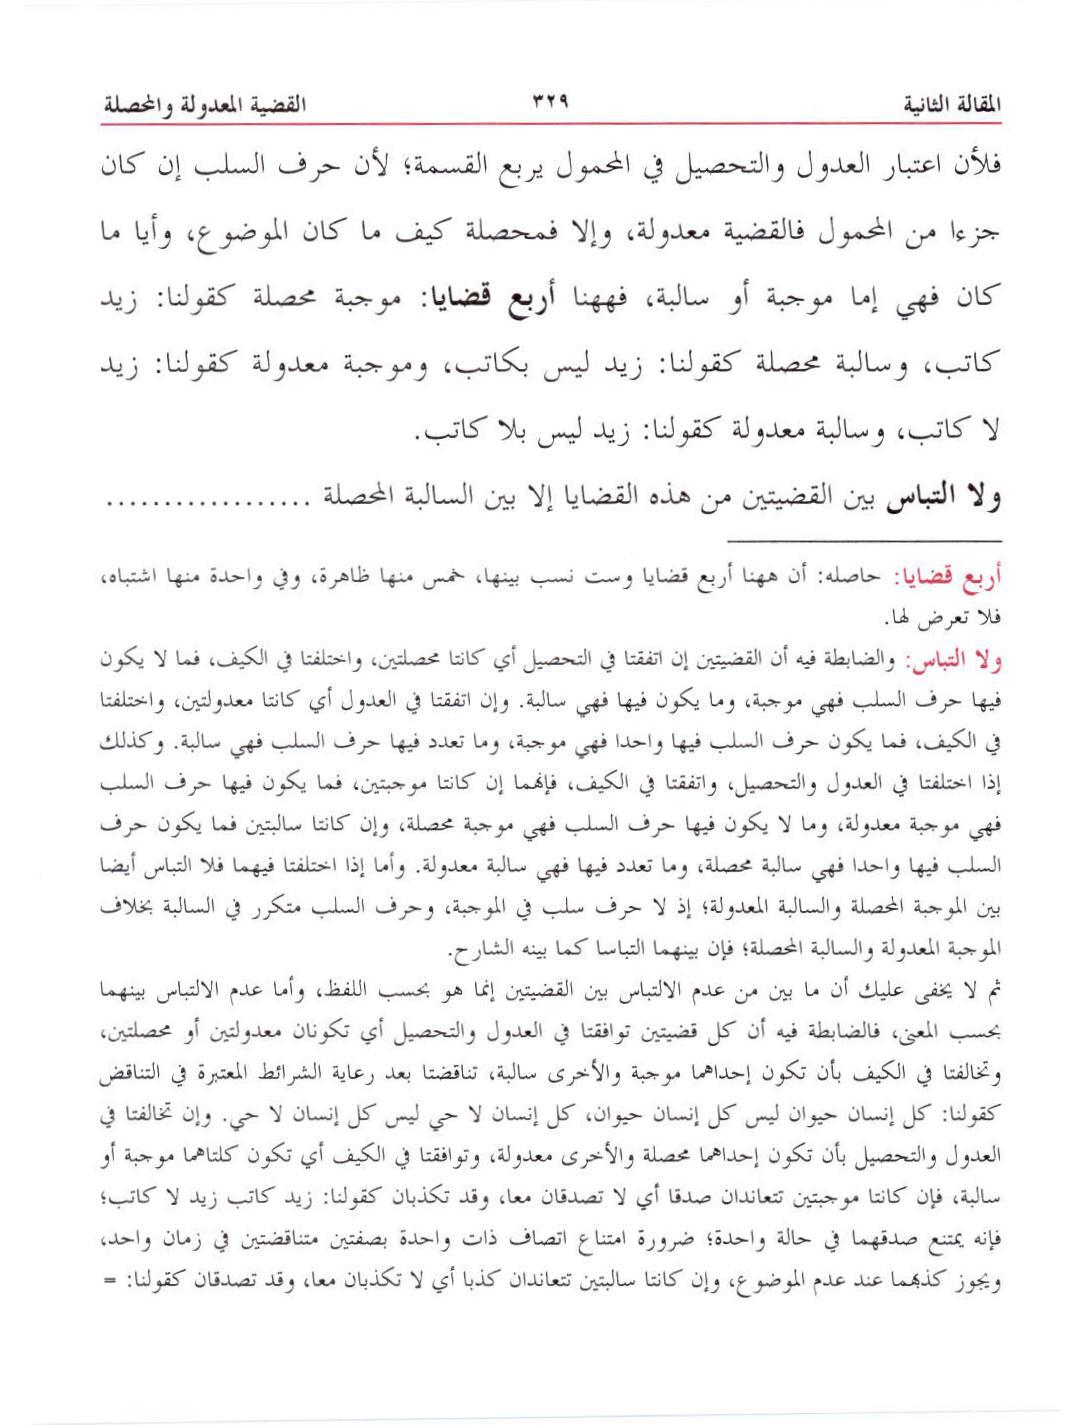 المقالة الثانية ٣٢٩ القضية المعدولة والمحصلة
فلأن اعتبار العدول والتحصيل في المحمول يربع القسمة؛ لأن حرف السلب إن كان
جزءا من المحمول فالقضية معدولة، وإلا فمحصلة كيف ما كان الموضوع، وأيا ما
كان فهي إما موجبة أو سالبة، فههنا أربع قضايا: موجبة محصلة كقولنا: زيد
كاتب، وسالبة محصلة كقولنا: زيد ليس بكاتب، وموجبة معدولة كقولنا: زيد
لا كاتب، وسالبة معدولة كقولنا: زيد ليس بلا كاتب.
ولا التباس بين القضيتين من هذه القضايا إلا بين السالبة المحصلة ..................
أربع قضايا: حاصله: أن ههنا أربع قضايا وست نسب بينها، خمس منها ظاهرة، وفي واحدة منها اشتباه،
فلا تعرض لها.
ولا التباس: والضابطة فيه أن القضيتين إن اتفقتا في التحصيل أي كانتا محصلتين، واختلفتا في الكيف، فما لا يكون
فيها حرف السلب فهي موجبة، وما يكون فيها فهي سالبة. وإن اتفقتا في العدول أي كانتا معدولتين، واختلفتا
في الكيف، فما يكون حرف السلب فيها واحدا فهي موجبة، وما تعدد فيها حرف السلب فهي سالبة. وكذلك
إذا اختلفتا في العدول والتحصيل، واتفقتا في الكيف، فإنهما إن كانتا موجبتين، فما يكون فيها حرف السلب
فهي موجبة معدولة، وما لا يكون فيها حرف السلب فهي موجبة محصلة، وإن كانتا سالبتين فما يكون حرف
السلب فيها واحدا فهي سالبة محصلة، وما تعدد فيها فهي سالبة معدولة. وأما إذا اختلفتا فيهما فلا التباس أيضا
بين الموجبة المحصلة والسالبة المعدولة؛ إذ لا حرف سلب في الموجبة، وحرف السلب متكرر في السالبة بخلاف
الموجبة المعدولة والسالبة المحصلة؛ فإن بينهما التباسا كما بينه الشارح.
ثم لا يخفى عليك أن ما بين من عدم الالتباس بين القضيتين إنما هو بحسب اللفظ، وأما عدم الالتباس بينهما
بحسب المعنى، فالضابطة فيه أن كل قضيتين توافقتا في العدول والتحصيل أي تكونان معدولتين أو محصلتين،
وتخالفتا في الكيف بأن تكون إحداهما موجبة والأخرى سالبة، تناقضتا بعد رعاية الشرائط المعتبرة في التناقض
كقولنا: كل إنسان حيوان ليس كل إنسان حيوان، كل إنسان لا حي ليس كل إنسان لا حي. وإن تخالفتا في
العدول والتحصيل بأن تكون إحداهما محصلة والأخرى معدولة، وتوافقتا في الكيف أي تكون كلتاهما موجبة أو
سالبة، فإن كانتا موجبتين تتعاندان صدقا أي لا تصدقان معا، وقد تكذبان كقولنا: زيد كاتب زيد لا كاتب؛
فإنه يمتنع صدقهما في حالة واحدة؛ ضرورة امتناع اتصاف ذات واحدة بصفتين متناقضتين في زمان واحد،
ويجوز كذبهما عند عدم الموضوع، وإن كانتا سالبتين تتعاندان كذبا أي لا تكذبان معا، وقد تصدقان كقولنا: =